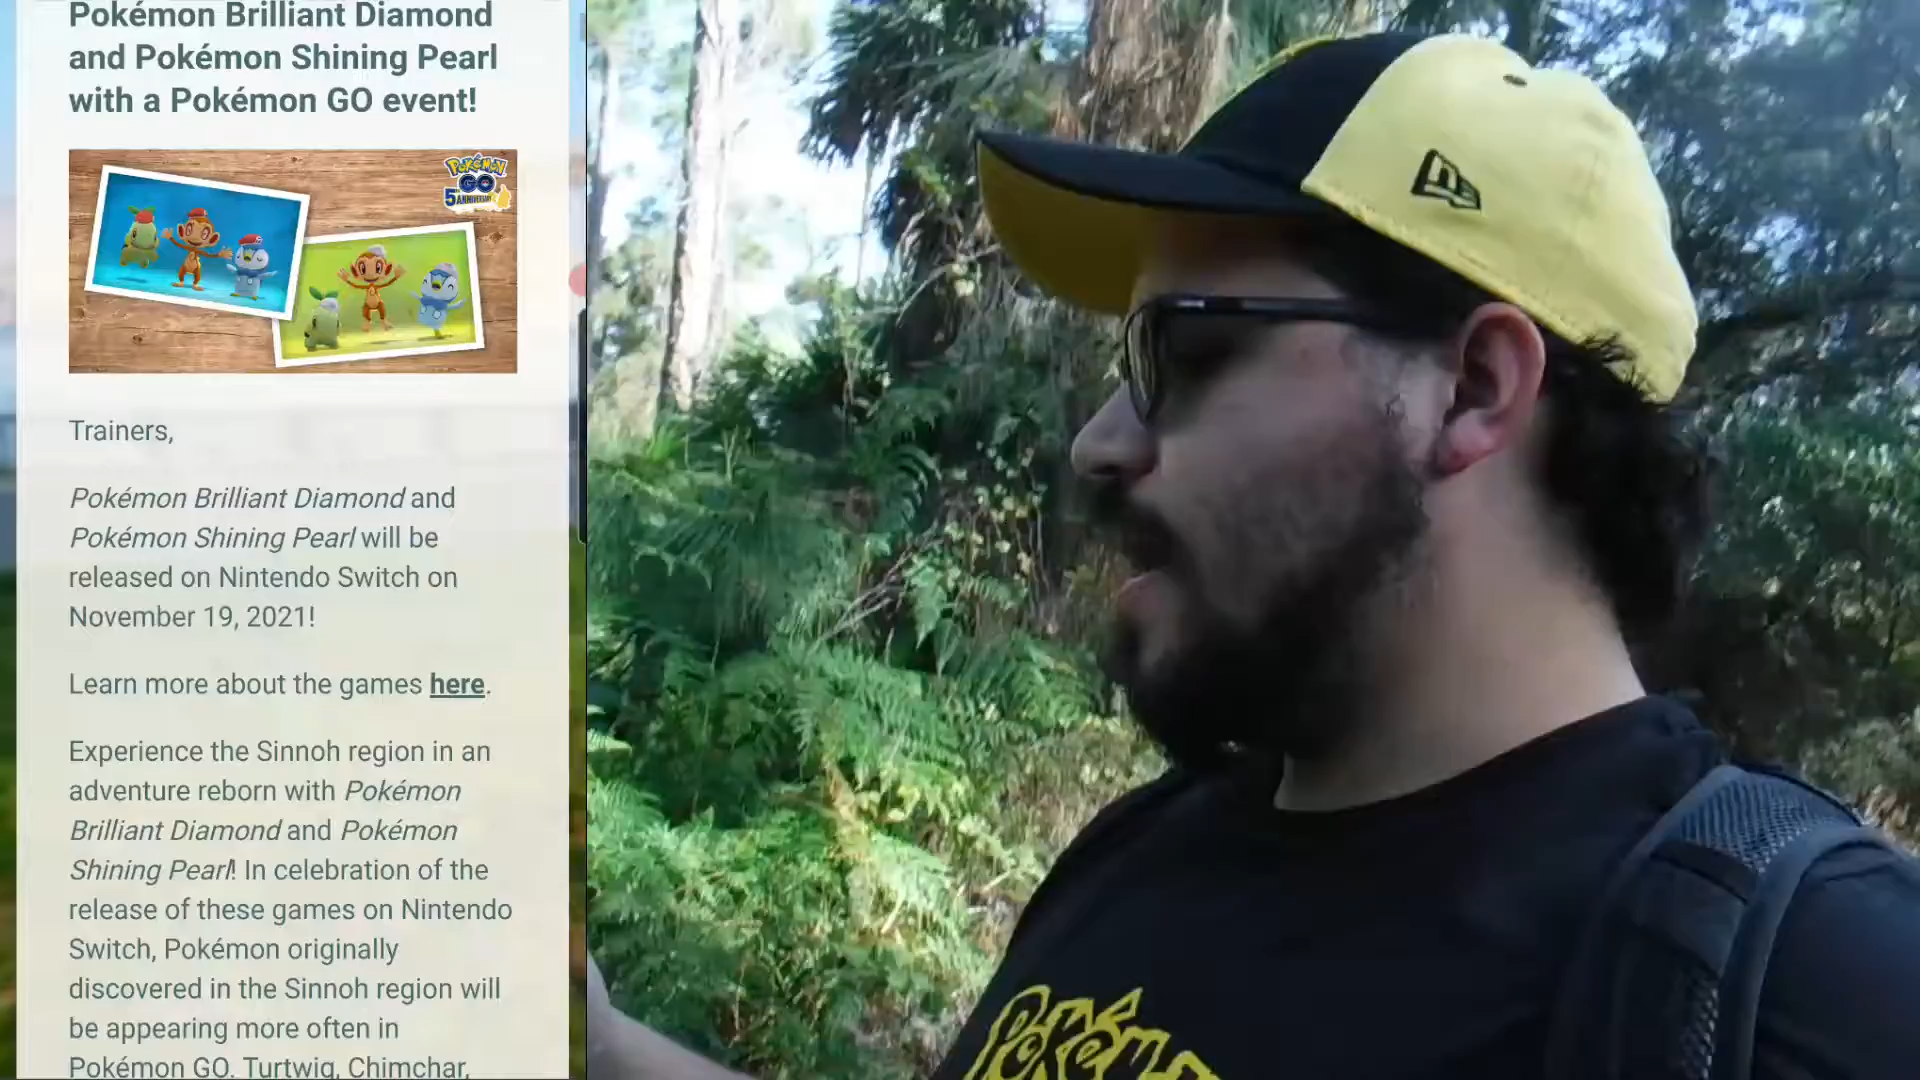 Pokémon Brilliant Diamond
and Pokémon Shining Pearl
with a Pokémon GO event!
POKÉMON
GO
5TH ANNIVERSARY
Trainers,
Pokémon Brilliant Diamond and
Pokémon Shining Pearl will be
released on Nintendo Switch on
November 19, 2021!
Learn more about the games here.
Experience the Sinnoh region in an
adventure reborn with Pokémon
Brilliant Diamond and Pokémon
Shining Pearl! In celebration of the
release of these games on Nintendo
Switch, Pokémon originally
discovered in the Sinnoh region will
be appearing more often in
Pokémon GO. Turtwig, Chimchar,